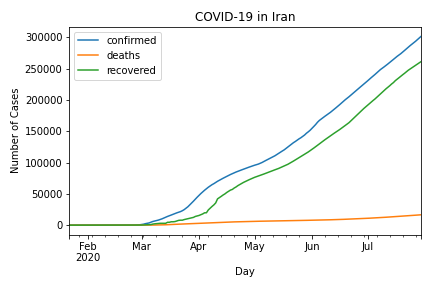 COVID-19 in Iran
confirmed
deaths
recovered
Number of Cases
300000
250000
200000
150000
100000
50000
0
Feb Mar Apr May Jun Jul
2020
Day